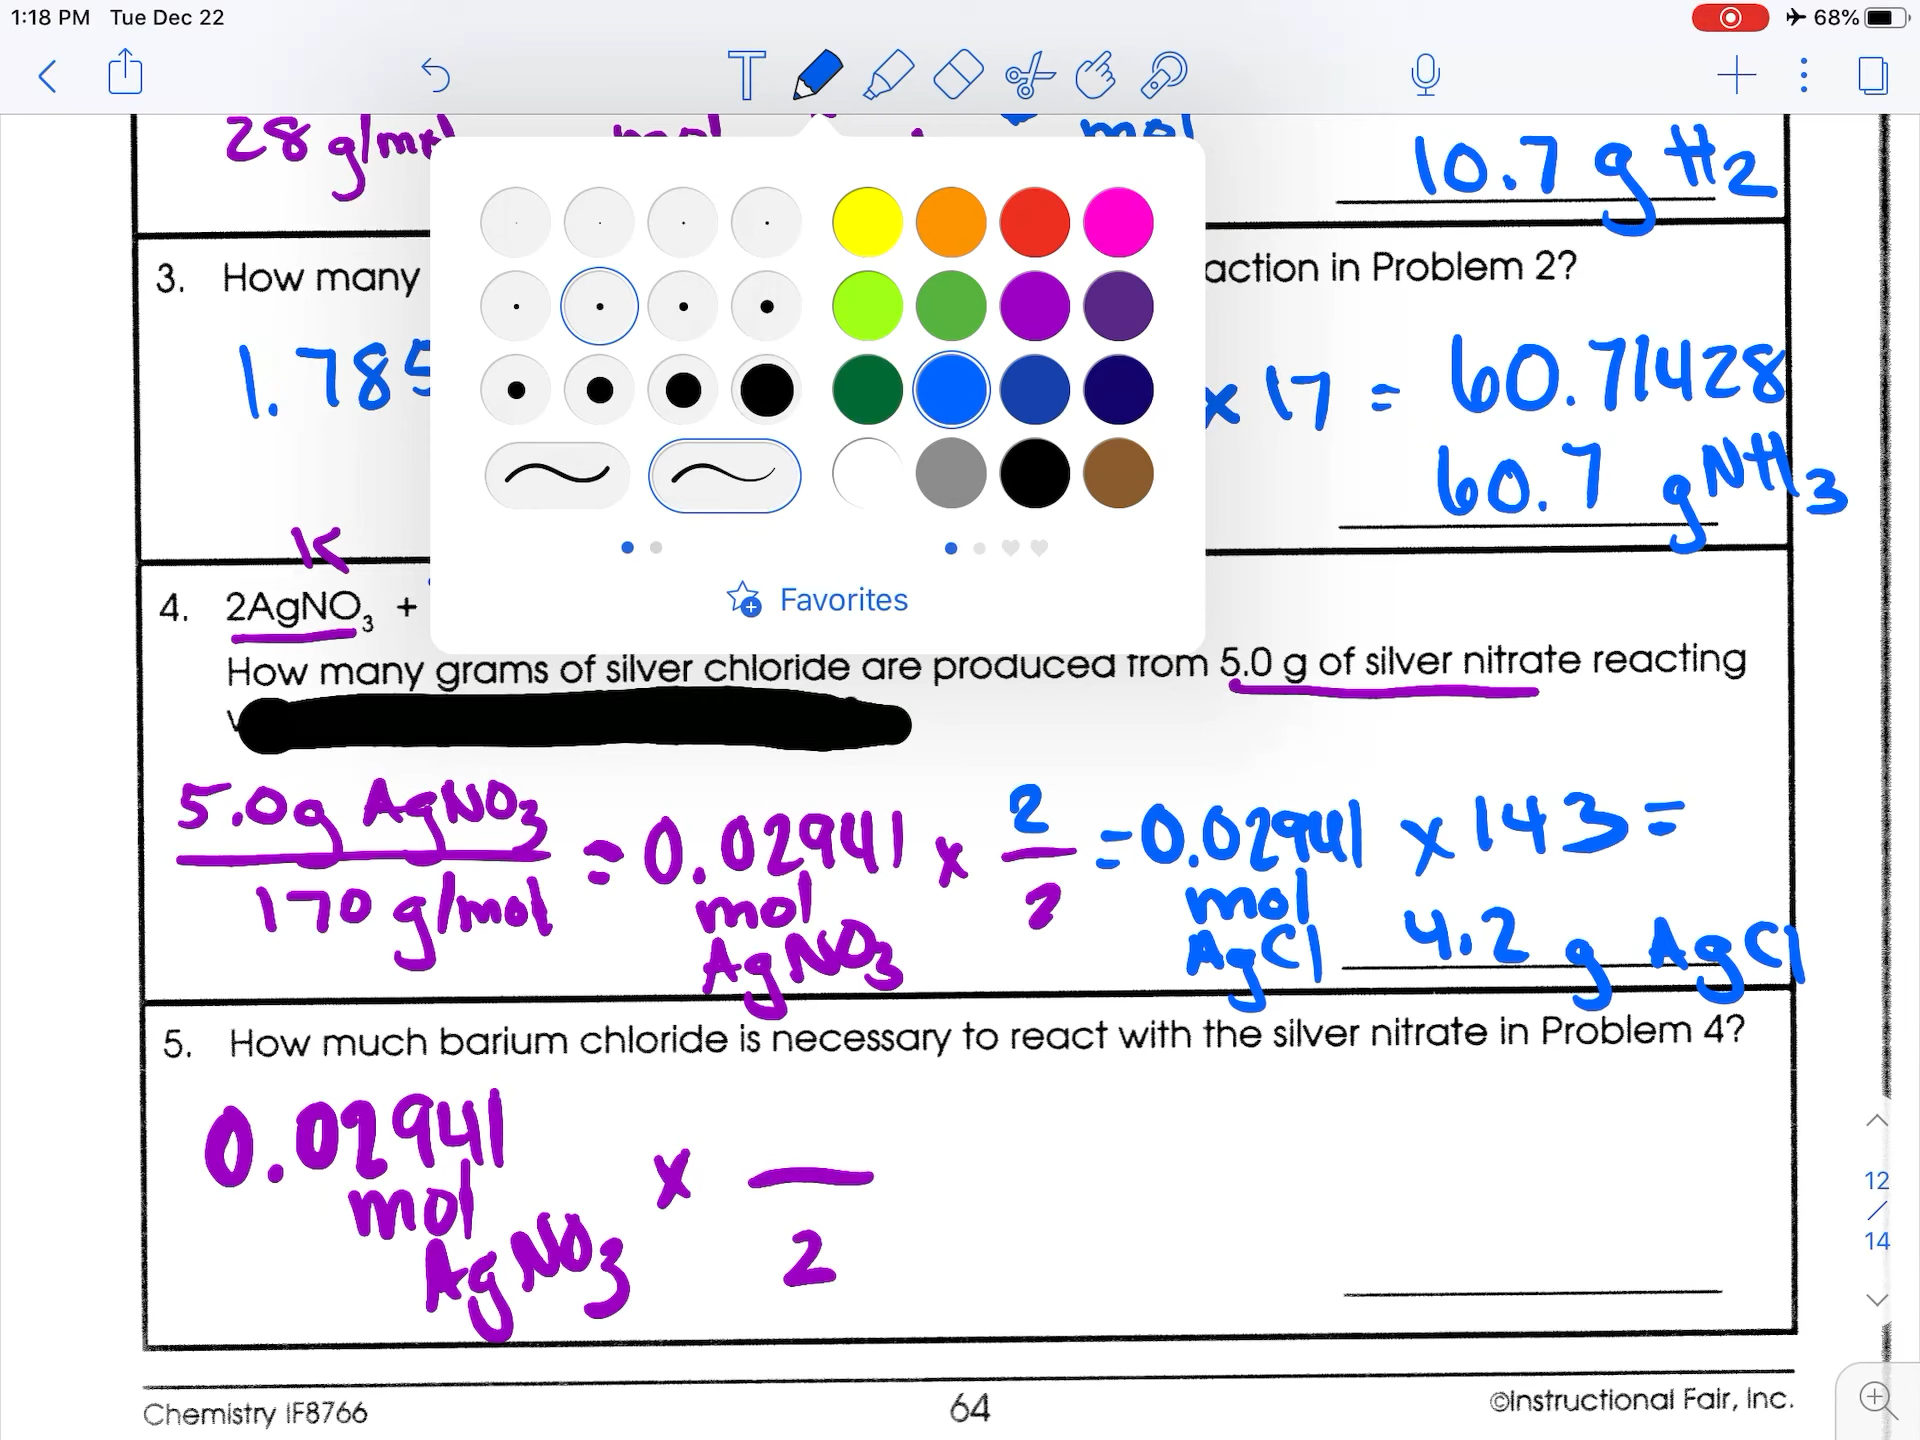 1:18 PM Tue Dec 22
68%
T
28 g/mol mol mol
10.7 g H2
3. How many action in Problem 2?
1.785 x 17 = 60.71428
60.7 g NH3
K
4. 2AgNO3 +
Favorites
How many grams of silver chloride are produced from 5.0 g of silver nitrate reacting
5.0g AgNO3 / 170 g/mol = 0.02941 mol AgNO3 x 2/2 = 0.02941 mol AgCl x 143 =
4.2 g AgCl
5. How much barium chloride is necessary to react with the silver nitrate in Problem 4?
0.02941 mol AgNO3 x __/2
12 / 14
Chemistry IF8766 64 ©Instructional Fair, Inc.